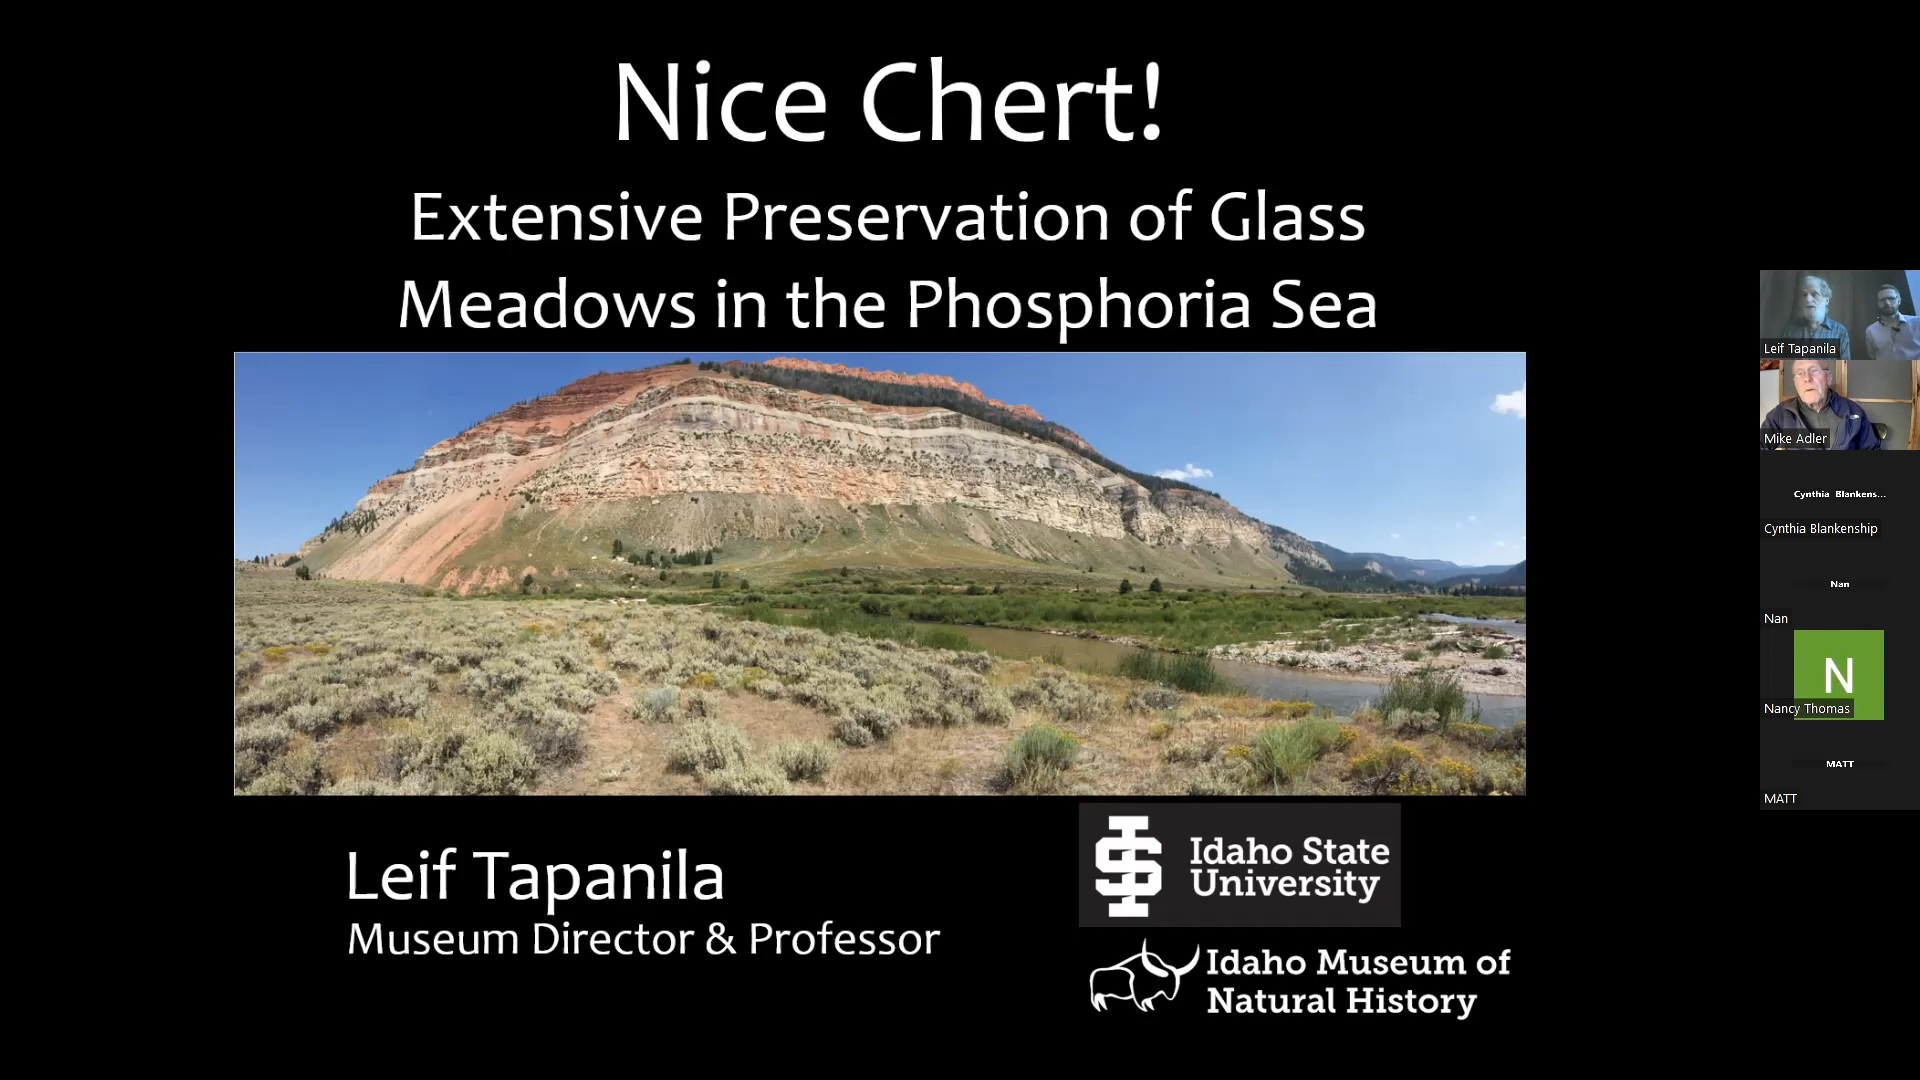 Nice Chert!
Extensive Preservation of Glass
Meadows in the Phosphoria Sea
Leif Tapanila
Museum Director & Professor
Idaho State
University
Idaho Museum of
Natural History
Leif Tapanila
Mike Adler
Cynthia Blankens...
Cynthia Blankenship
Nan
Nan
N
Nancy Thomas
MATT
MATT